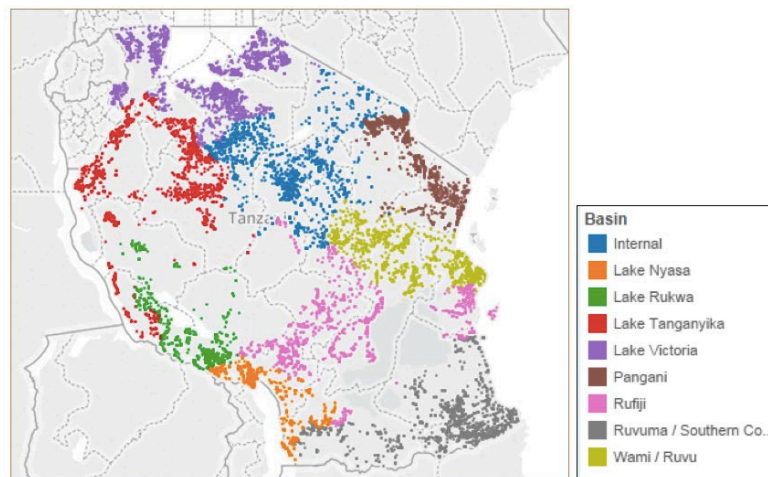 Tanza
Basin
Internal
Lake Nyasa
Lake Rukwa
Lake Tanganyika
Lake Victoria
Pangani
Rufiji
Ruvuma / Southern Co..
Wami / Ruvu